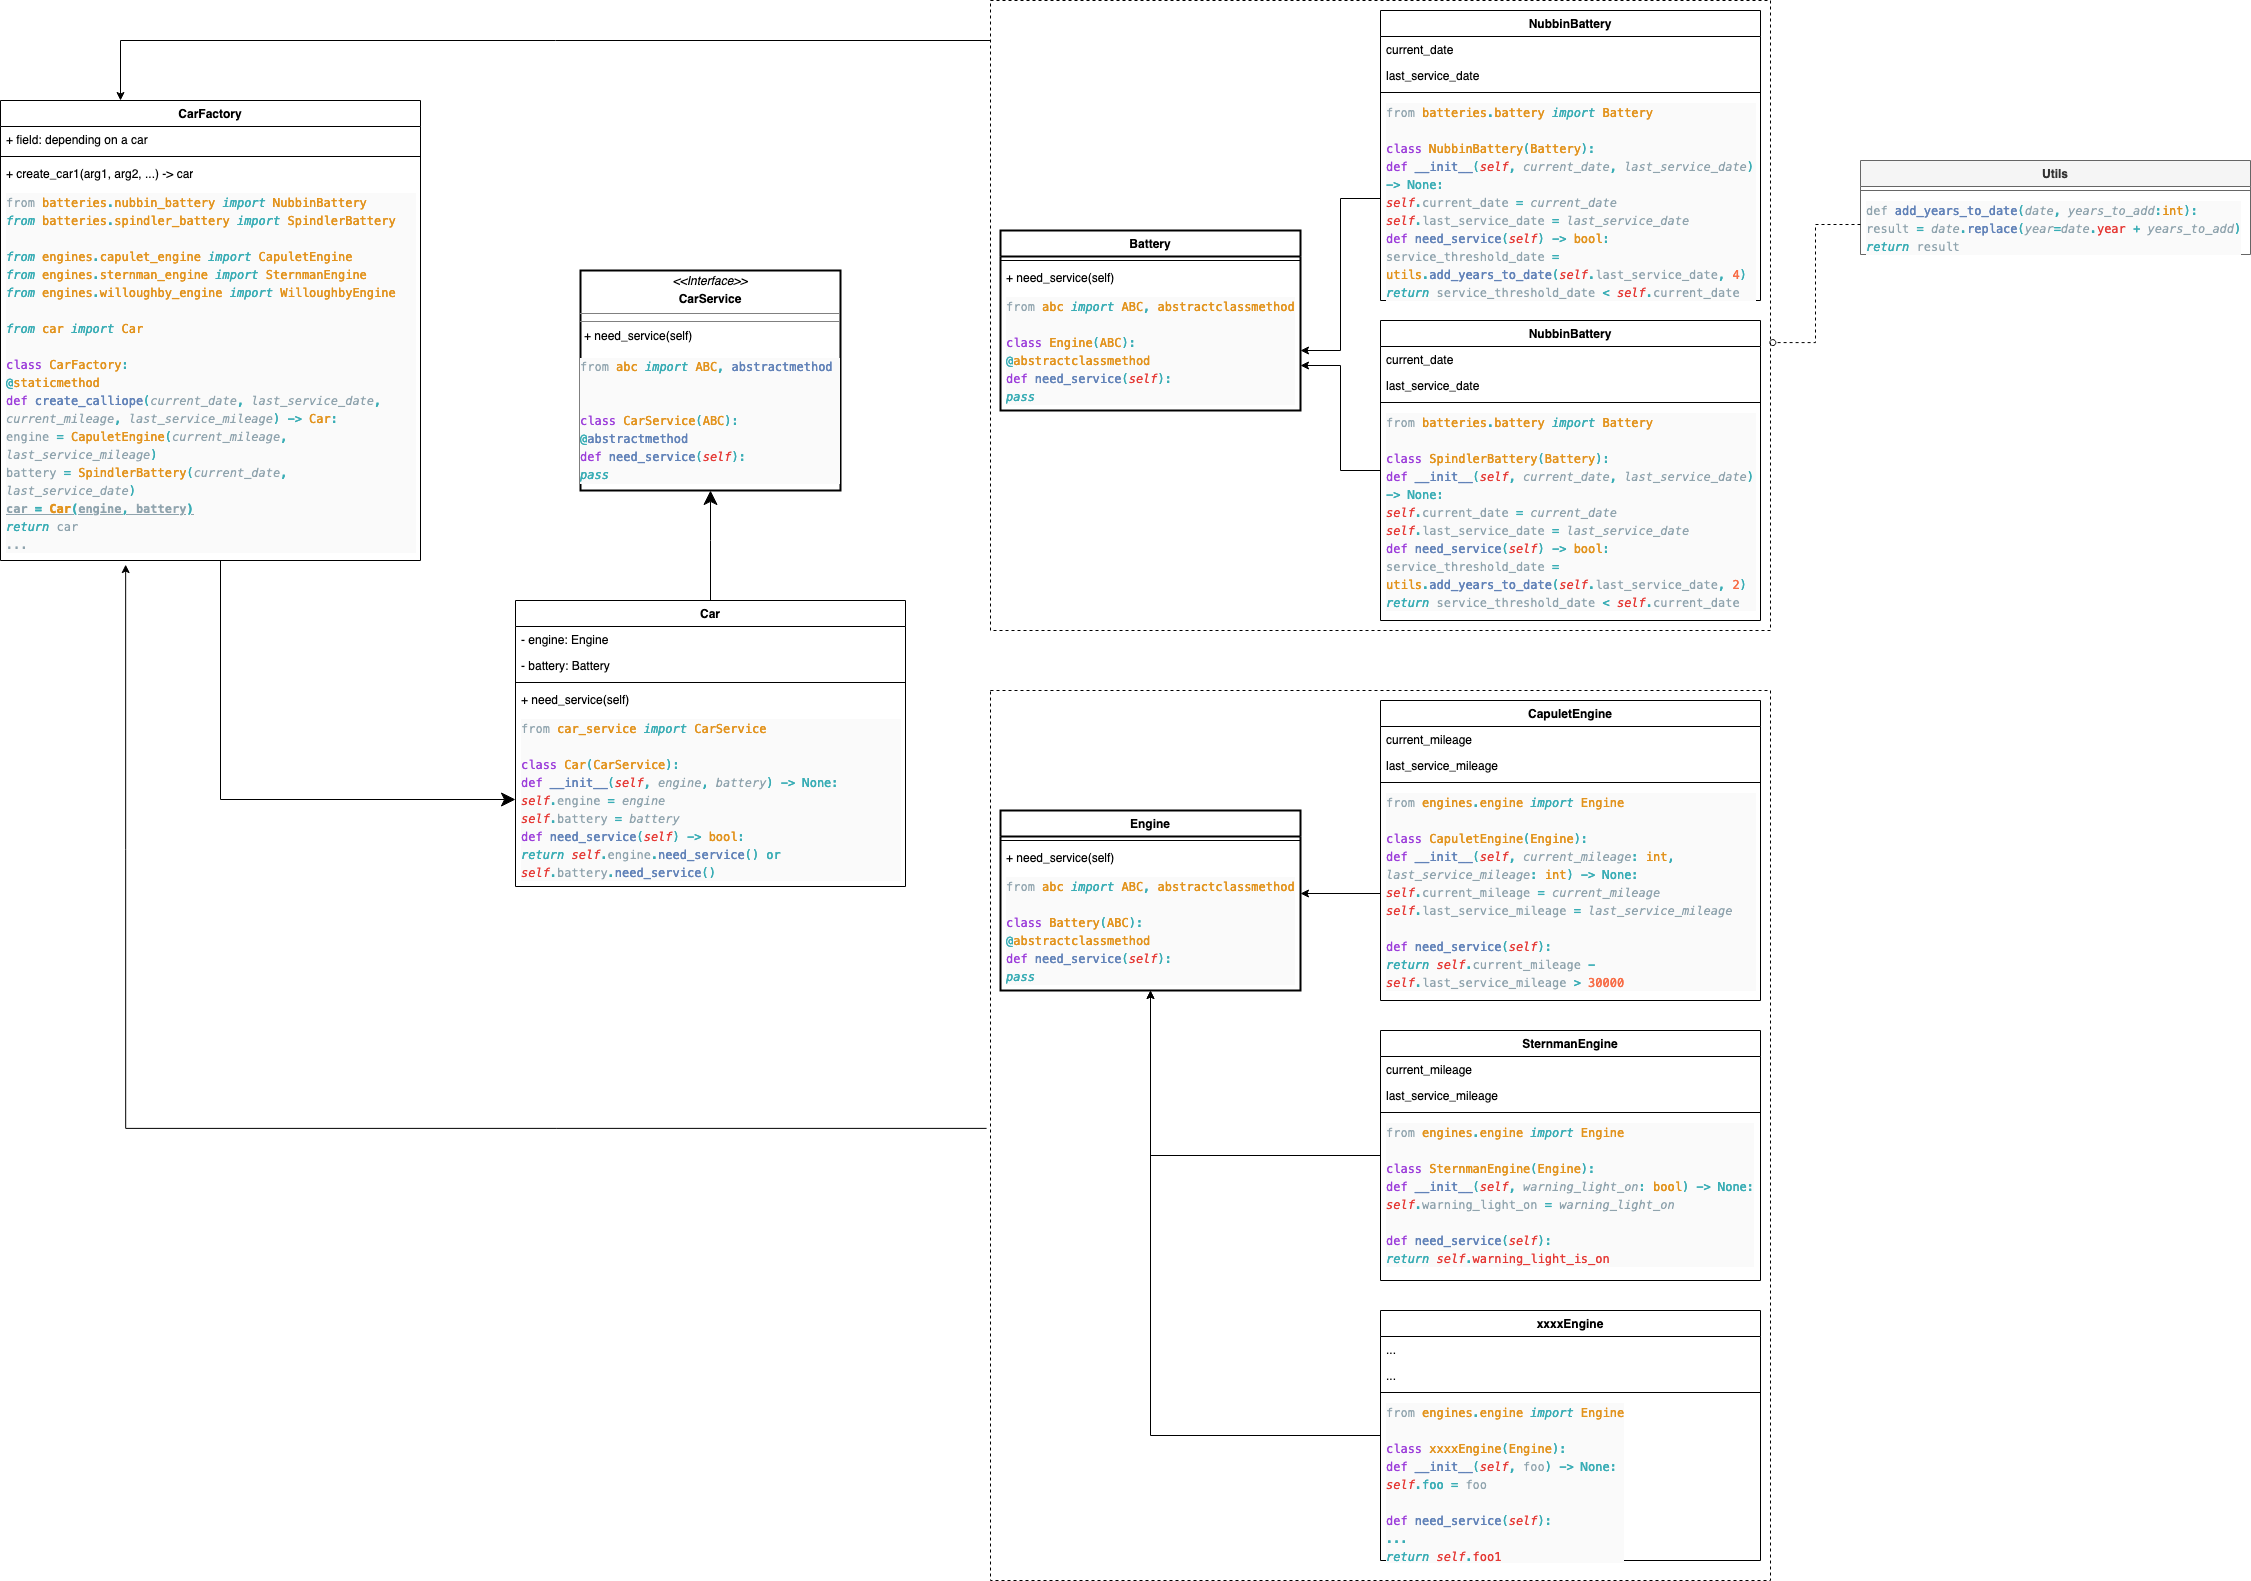 CarFactory
+ field: depending on a car
+ create_car1(arg1, arg2, ...) -> car
from batteries.nubbin_battery import NubbinBattery
from batteries.spindler_battery import SpindlerBattery
from engines.capulet_engine import CapuletEngine
from engines.sternman_engine import SternmanEngine
from engines.willoughby_engine import WilloughbyEngine
from car import Car
class CarFactory:
@staticmethod
def create_calliope(current_date, last_service_date,
current_mileage, last_service_mileage) -> Car:
engine = CapuletEngine(current_mileage,
last_service_mileage)
battery = SpindlerBattery(current_date,
last_service_date)
car = Car(engine, battery)
return car
...
<<Interface>>
CarService
+ need_service(self)
from abc import ABC, abstractmethod
class CarService(ABC):
@abstractmethod
def need_service(self):
pass
Car
- engine: Engine
- battery: Battery
+ need_service(self)
from car_service import CarService
class Car(CarService):
def __init__(self, engine, battery) -> None:
self.engine = engine
self.battery = battery
def need_service(self) -> bool:
return self.engine.need_service() or
self.battery.need_service()
Battery
+ need_service(self)
from abc import ABC, abstractclassmethod
class Engine(ABC):
@abstractclassmethod
def need_service(self):
pass
NubbinBattery
current_date
last_service_date
from batteries.battery import Battery
class NubbinBattery(Battery):
def __init__(self, current_date, last_service_date)
-> None:
self.current_date = current_date
self.last_service_date = last_service_date
def need_service(self) -> bool:
service_threshold_date =
utils.add_years_to_date(self.last_service_date, 4)
return service_threshold_date < self.current_date
NubbinBattery
current_date
last_service_date
from batteries.battery import Battery
class SpindlerBattery(Battery):
def __init__(self, current_date, last_service_date)
-> None:
self.current_date = current_date
self.last_service_date = last_service_date
def need_service(self) -> bool:
service_threshold_date =
utils.add_years_to_date(self.last_service_date, 2)
return service_threshold_date < self.current_date
Utils
def add_years_to_date(date, years_to_add:int):
result = date.replace(year=date.year + years_to_add)
return result
Engine
+ need_service(self)
from abc import ABC, abstractclassmethod
class Battery(ABC):
@abstractclassmethod
def need_service(self):
pass
CapuletEngine
current_mileage
last_service_mileage
from engines.engine import Engine
class CapuletEngine(Engine):
def __init__(self, current_mileage: int,
last_service_mileage: int) -> None:
self.current_mileage = current_mileage
self.last_service_mileage = last_service_mileage
def need_service(self):
return self.current_mileage -
self.last_service_mileage > 30000
SternmanEngine
current_mileage
last_service_mileage
from engines.engine import Engine
class SternmanEngine(Engine):
def __init__(self, warning_light_on: bool) -> None:
self.warning_light_on = warning_light_on
def need_service(self):
return self.warning_light_is_on
xxxxEngine
...
...
from engines.engine import Engine
class xxxxEngine(Engine):
def __init__(self, foo) -> None:
self.foo = foo
def need_service(self):
...
return self.foo1